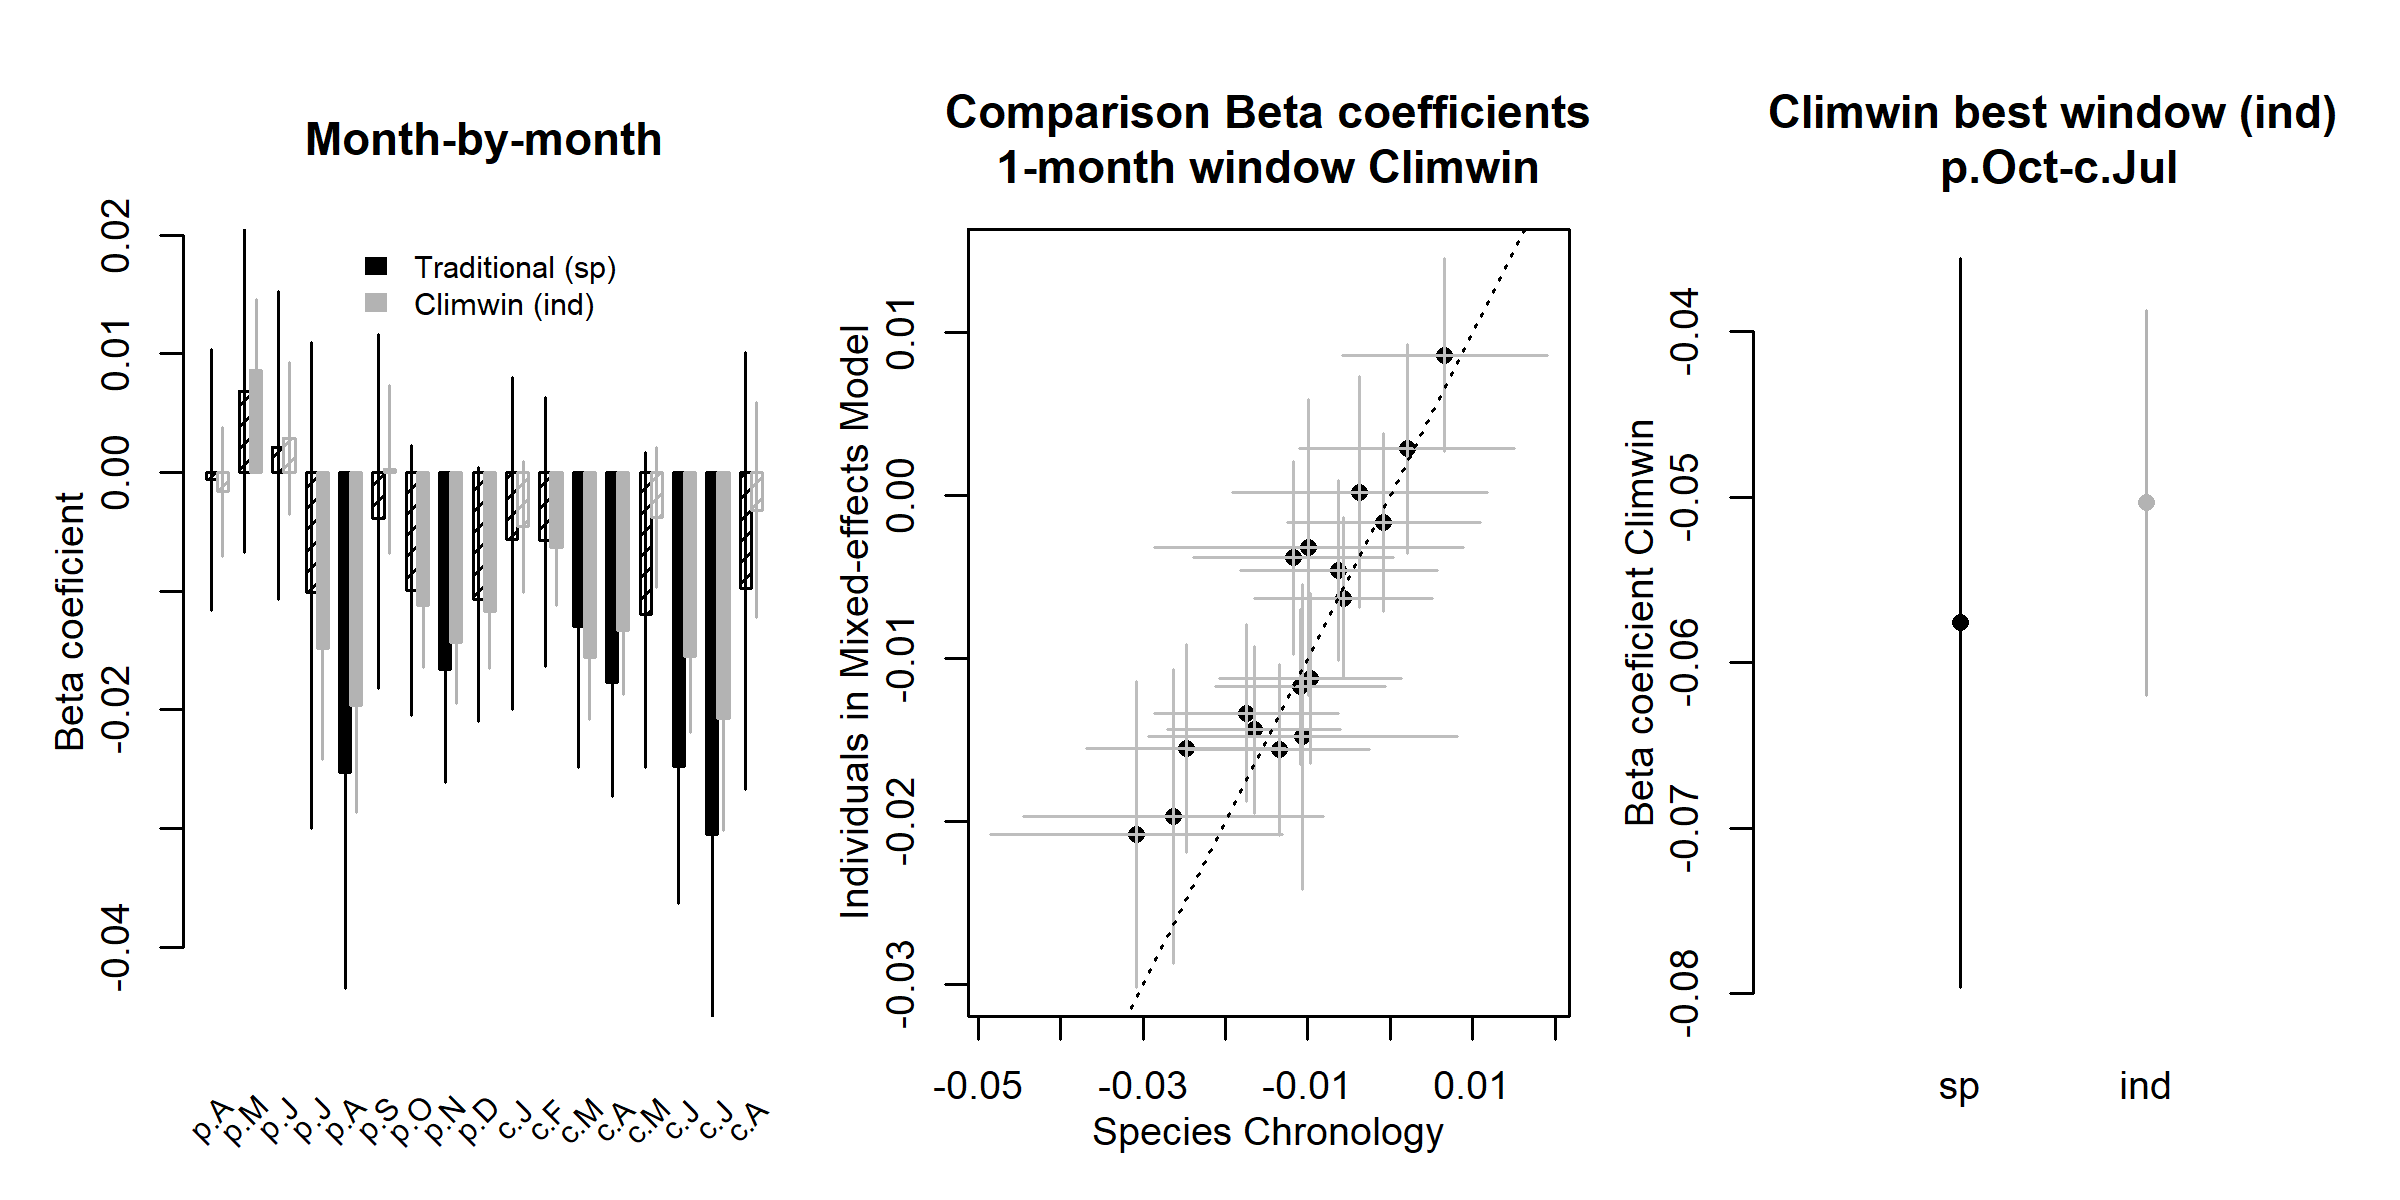 Month-by-month
Beta coeficient
0.02
0.01
0.00
-0.02
-0.04
Traditional (sp)
Climwin (ind)
p.A
p.M
p.J
p.J
p.A
p.S
p.O
p.N
p.D
c.J
c.F
c.M
c.A
c.M
c.J
c.J
c.A
Comparison Beta coefficients
1-month window Climwin
Individuals in Mixed-effects Model
0.01
0.00
-0.01
-0.02
-0.03
-0.05
-0.03
-0.01
0.01
Species Chronology
Climwin best window (ind)
p.Oct-c.Jul
Beta coeficient Climwin
-0.04
-0.05
-0.06
-0.07
-0.08
sp
ind